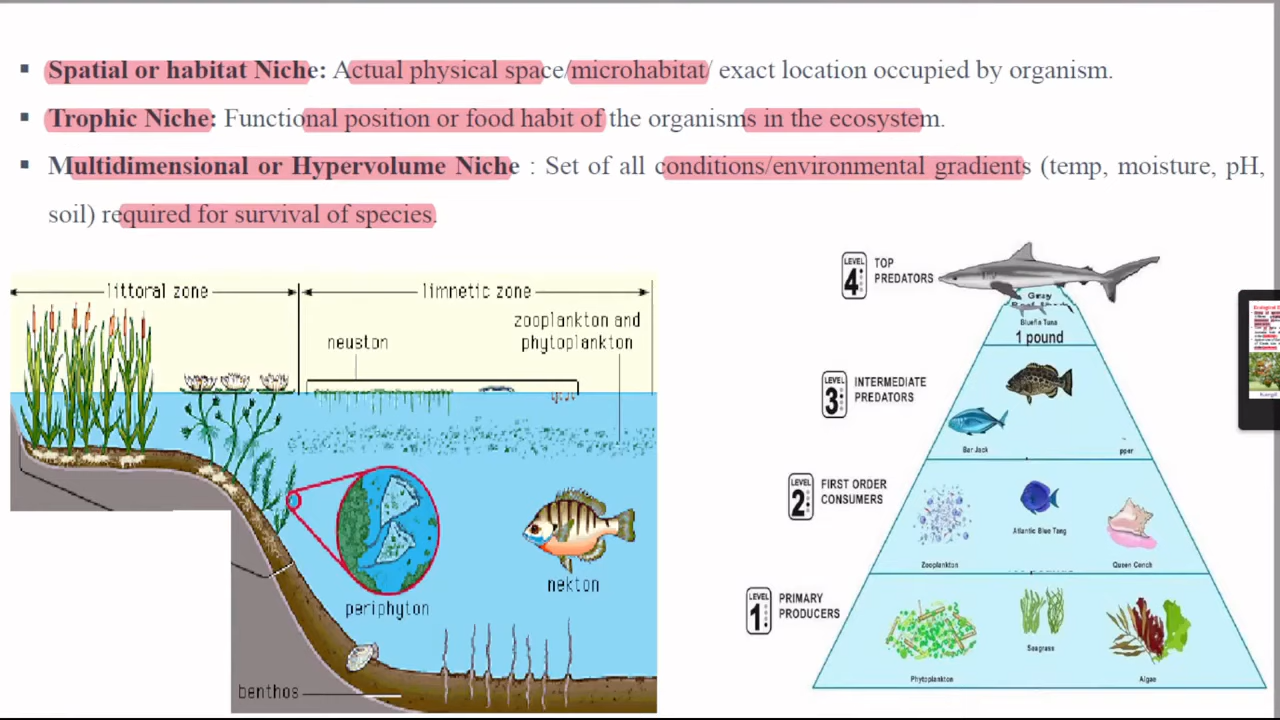 Spatial or habitat Niche: Actual physical space/microhabitat/ exact location occupied by organism.
Trophic Niche: Functional position or food habit of the organisms in the ecosystem.
Multidimensional or Hypervolume Niche : Set of all conditions/environmental gradients (temp, moisture, pH,
soil) required for survival of species.
littoral zone
limnetic zone
zooplankton and
phytoplankton
neuston
periphyton
nekton
benthos
LEVEL
4
TOP
PREDATORS
Bluefin Tuna
1 pound
LEVEL
3
INTERMEDIATE
PREDATORS
Bar Jack
pper
LEVEL
2
FIRST ORDER
CONSUMERS
Atlantic Blue Tang
Zooplankton
Queen Conch
LEVEL
1
PRIMARY
PRODUCERS
Seagrass
Phytoplankton
Algae